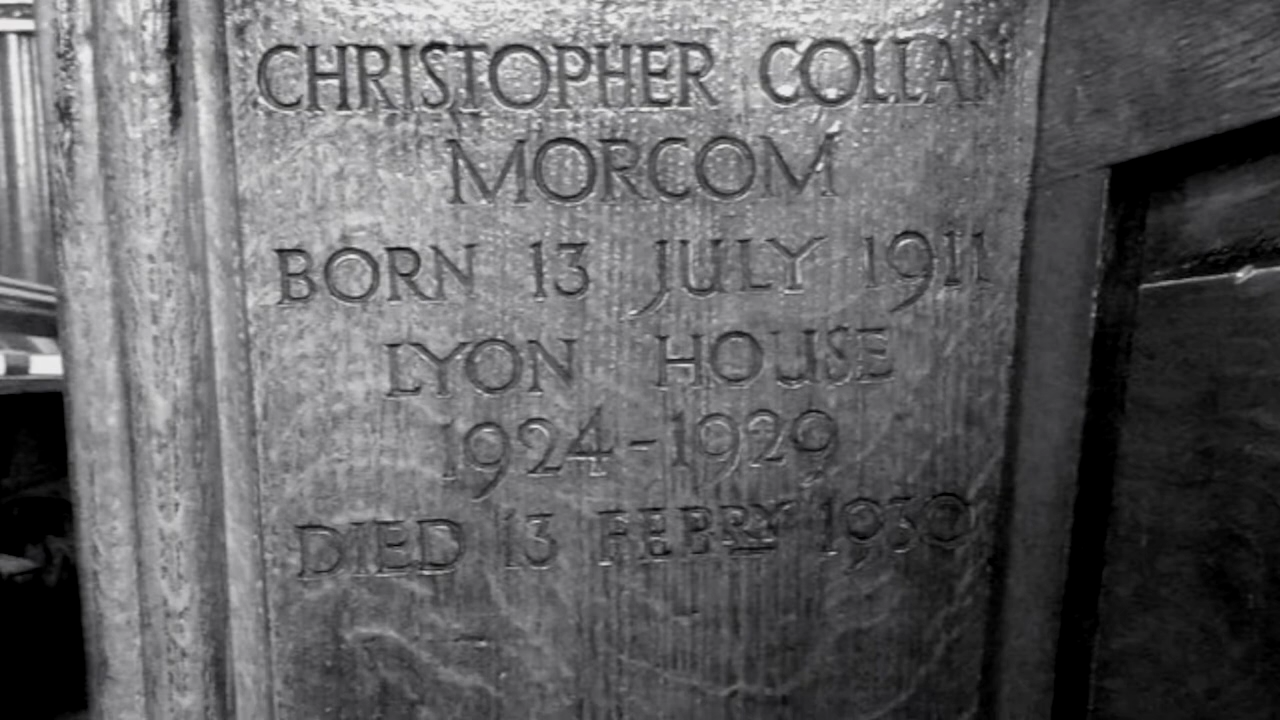 CHRISTOPHER COLLAN
MORCOM
BORN 13 JULY 1911
LYON HOUSE
1924-1929
DIED 13 FEBRY 1930